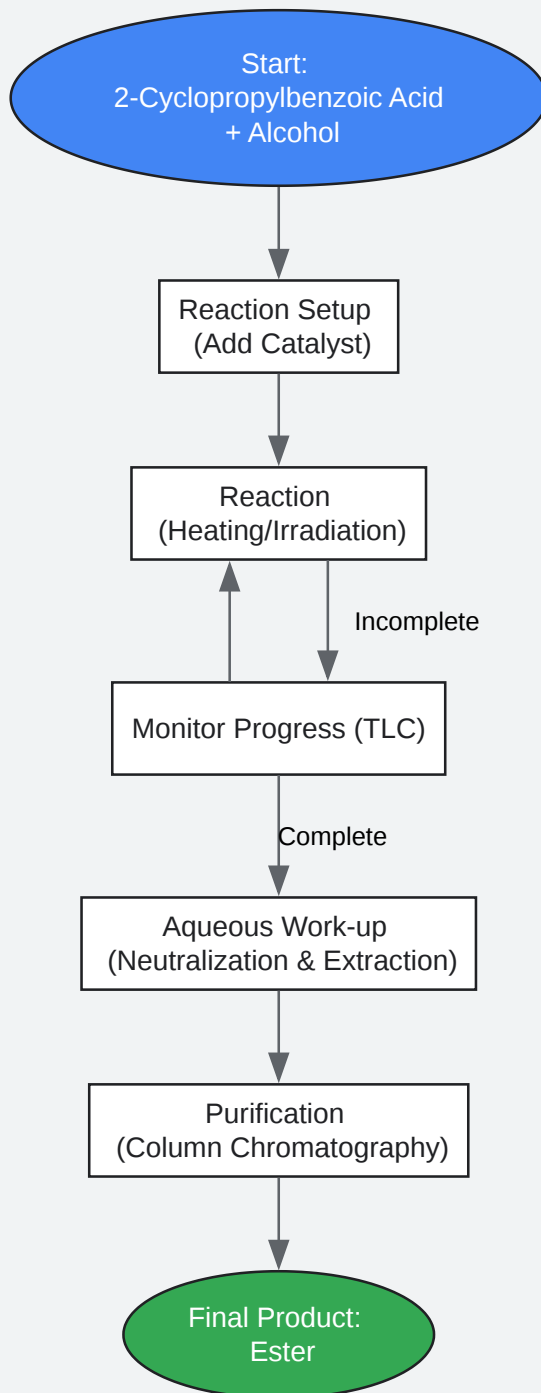 Start:
2-Cyclopropylbenzoic Acid
+ Alcohol
Reaction Setup
(Add Catalyst)
Reaction
(Heating/Irradiation)
Incomplete
Monitor Progress (TLC)
Complete
Aqueous Work-up
(Neutralization & Extraction)
Purification
(Column Chromatography)
Final Product:
Ester